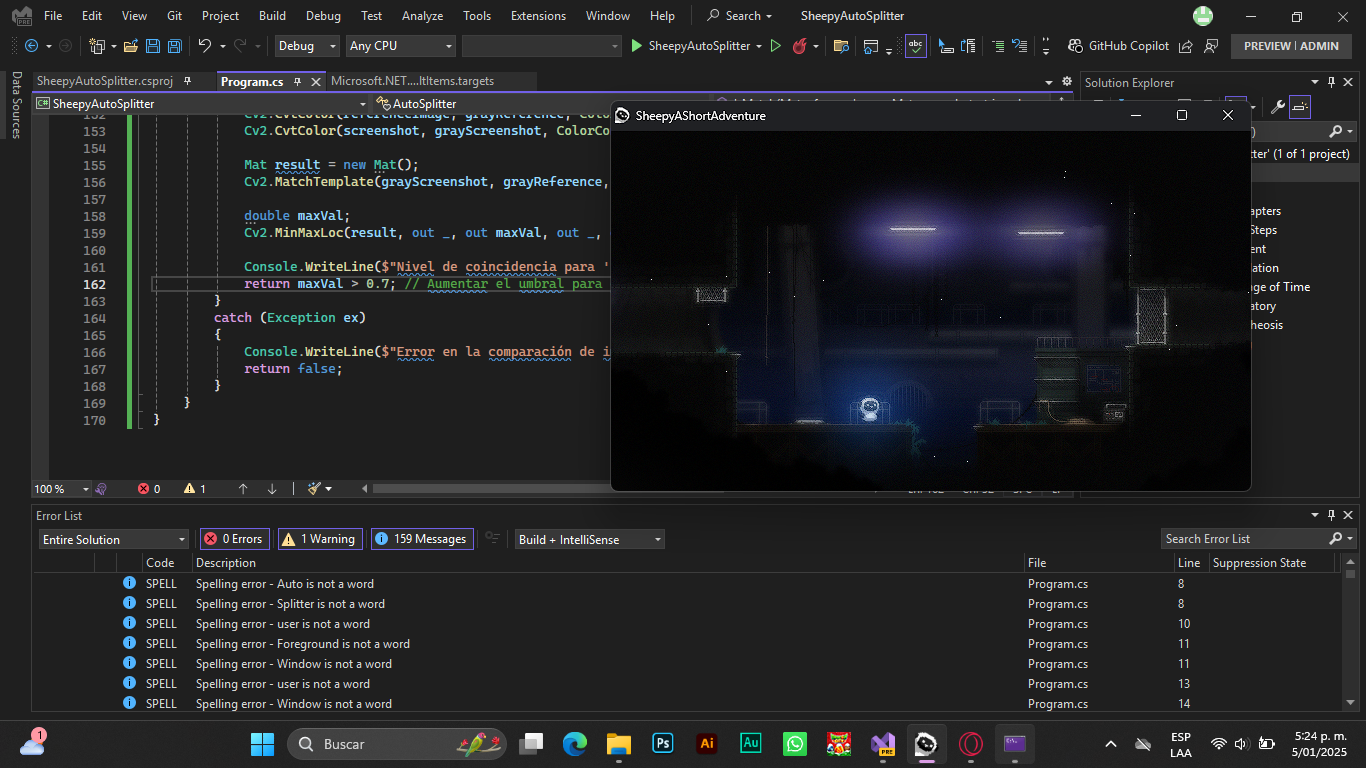 File Edit View Git Project Build Debug Test Analyze Tools Extensions Window Help Search SheepyAutoSplitter
Debug Any CPU SheepyAutoSplitter GitHub Copilot PREVIEW | ADMIN
Data Sources
SheepyAutoSplitter.csproj Program.cs Microsoft.NET....ItItems.targets
Solution Explorer
SheepyAutoSplitter AutoSplitter
SheepyAShortAdventure
153 Cv2.CvtColor(screenshot, grayScreenshot, ColorCo
tter' (1 of 1 project)
154
155 Mat result = new Mat();
156 Cv2.MatchTemplate(grayScreenshot, grayReference,
157
158 double maxVal;
159 Cv2.MinMaxLoc(result, out _, out maxVal, out _,
160
161 Console.WriteLine($"Nivel de coincidencia para '
162 return maxVal > 0.7; // Aumentar el umbral para
163 }
164 catch (Exception ex)
165 {
166 Console.WriteLine($"Error en la comparación de i
167 return false;
168 }
169 }
170 }
apters
Steps
ent
ation
ge of Time
atory
heosis
100 % 0 1
Error List
Entire Solution 0 Errors 1 Warning 159 Messages Build + IntelliSense Search Error List
Code Description File Line Suppression State
SPELL Spelling error - Auto is not a word Program.cs 8
SPELL Spelling error - Splitter is not a word Program.cs 8
SPELL Spelling error - user is not a word Program.cs 10
SPELL Spelling error - Foreground is not a word Program.cs 11
SPELL Spelling error - Window is not a word Program.cs 11
SPELL Spelling error - user is not a word Program.cs 13
SPELL Spelling error - Window is not a word Program.cs 14
1 Buscar Ps Ai Au PRE ESP LAA 5:24 p. m.
5/01/2025